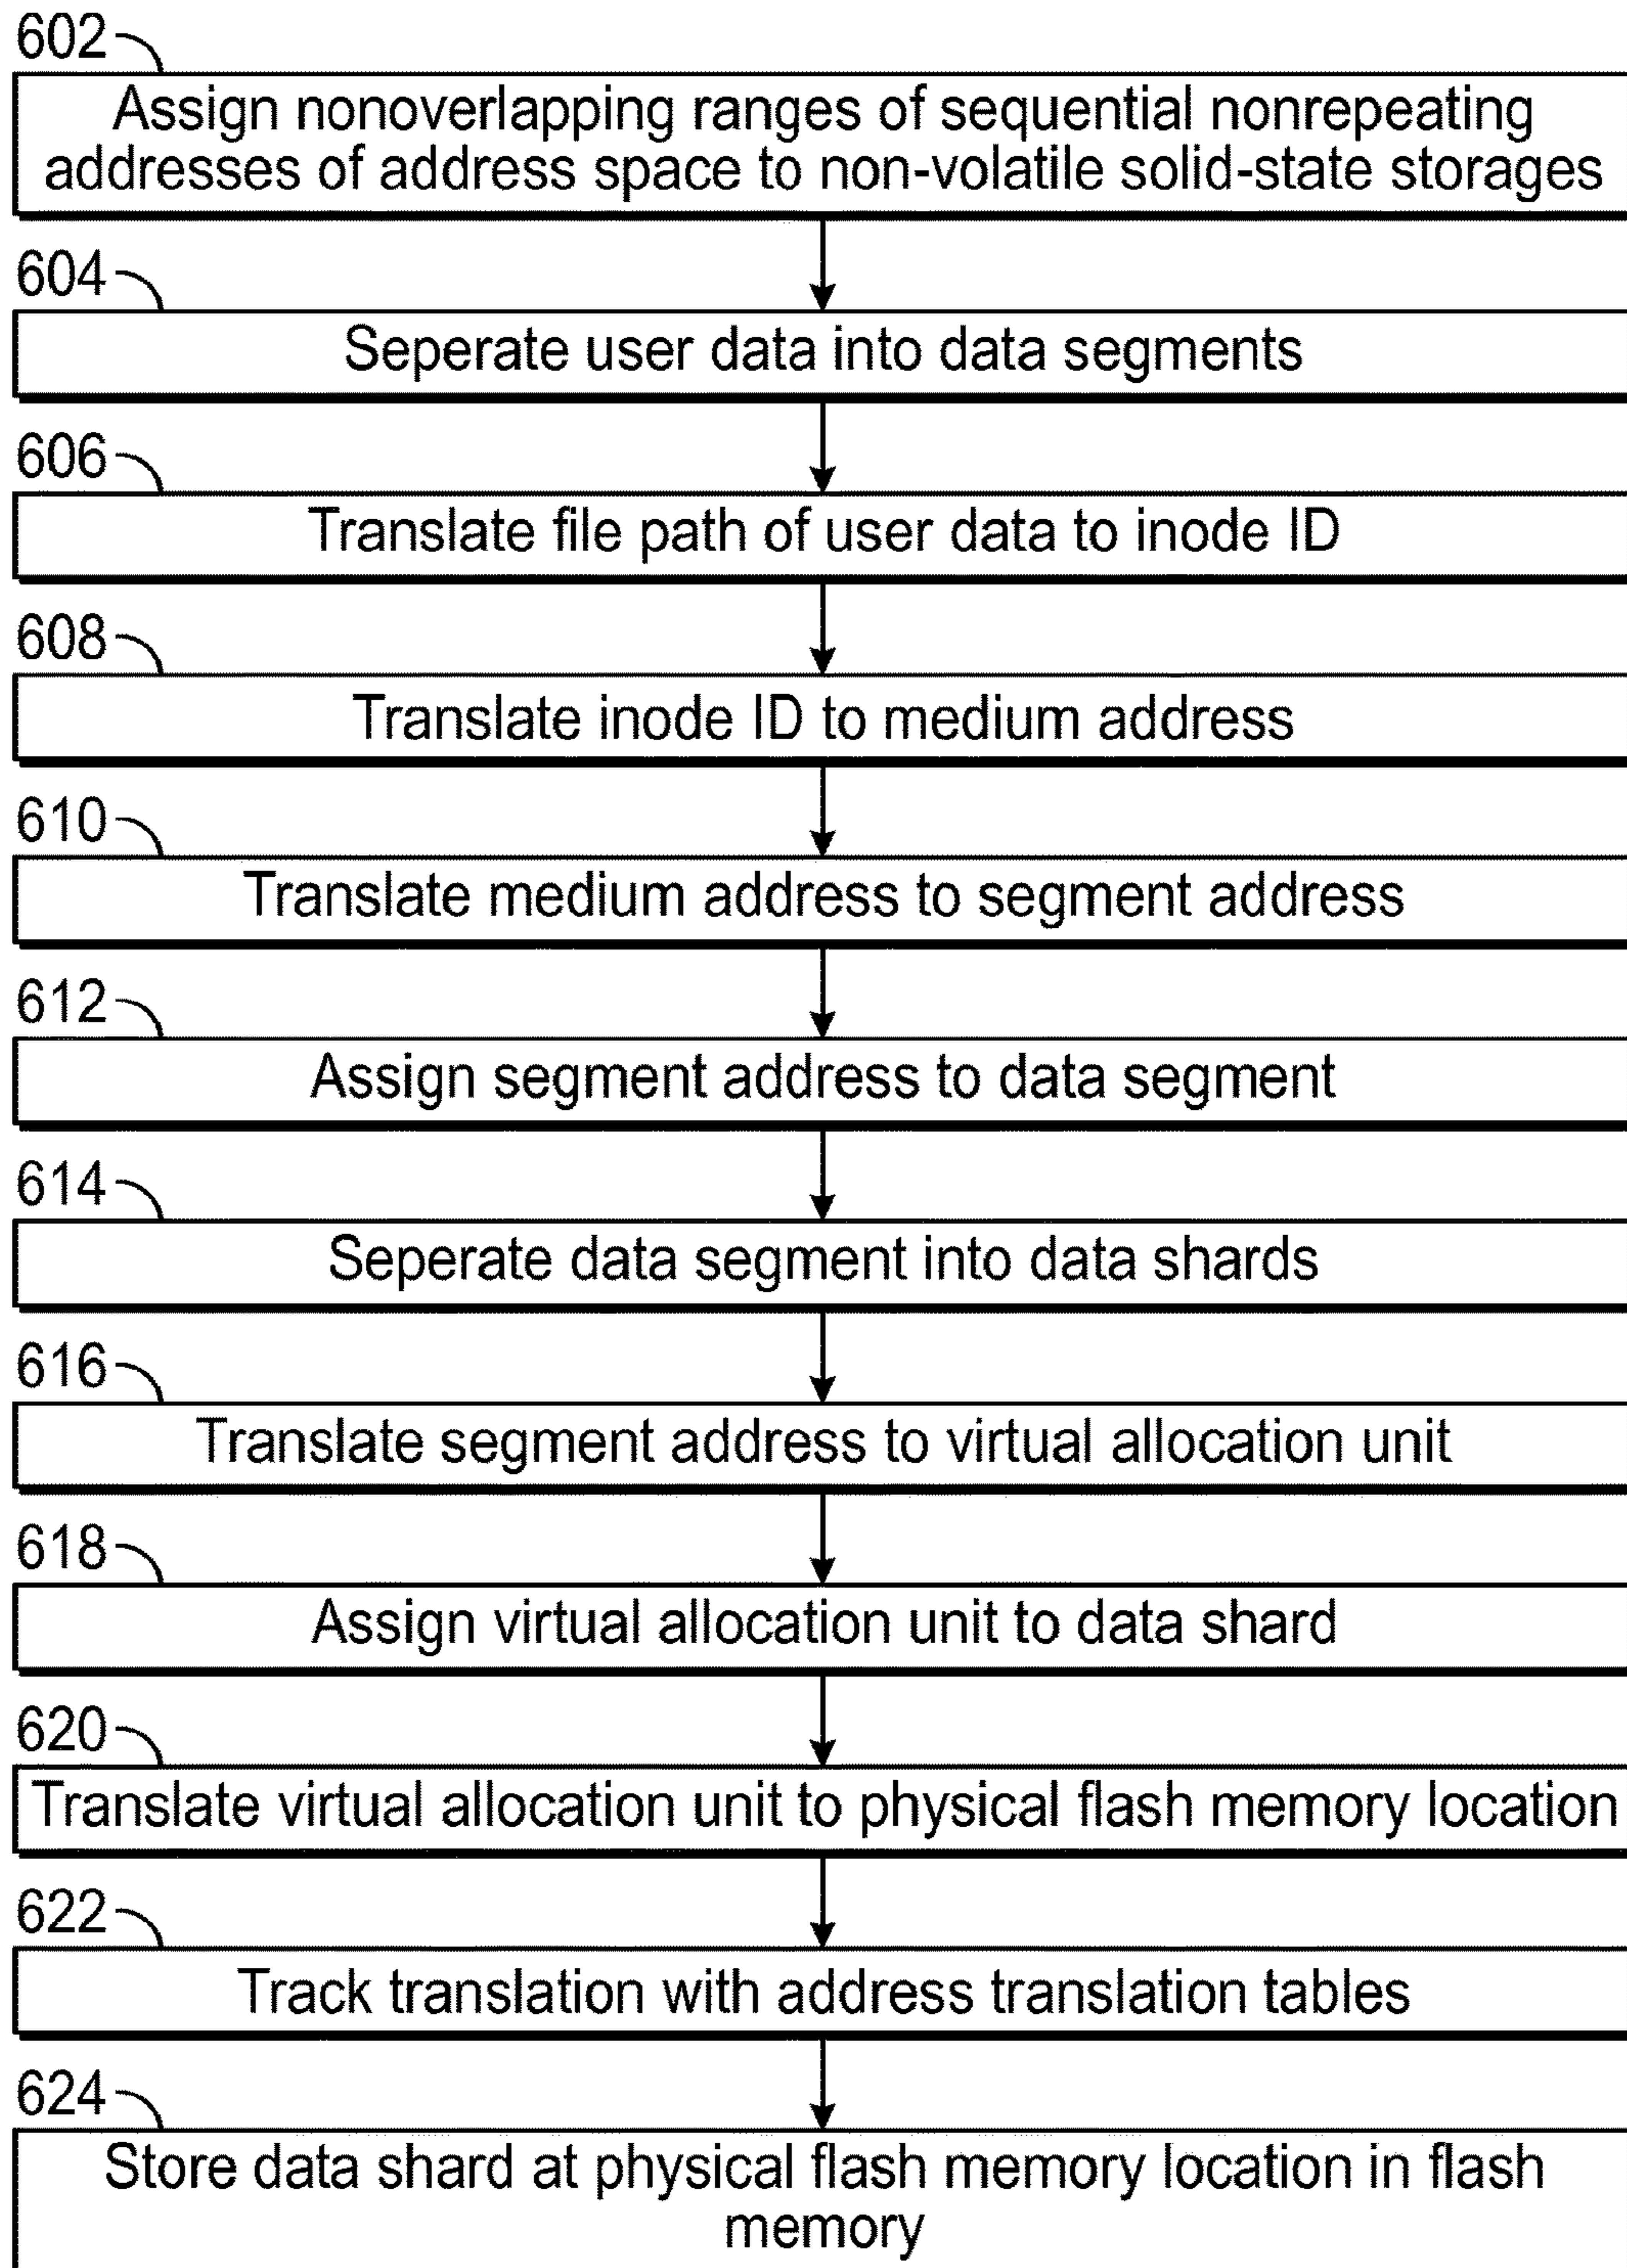 602
Assign nonoverlapping ranges of sequential nonrepeating
addresses of address space to non-volatile solid-state storages
604
Seperate user data into data segments
606
Translate file path of user data to inode ID
608
Translate inode ID to medium address
610
Translate medium address to segment address
612
Assign segment address to data segment
614
Seperate data segment into data shards
616
Translate segment address to virtual allocation unit
618
Assign virtual allocation unit to data shard
620
Translate virtual allocation unit to physical flash memory location
622
Track translation with address translation tables
624
Store data shard at physical flash memory location in flash
memory